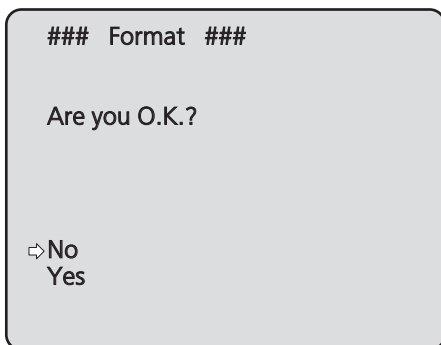 ### Format ###
Are you O.K.?
⇨No
Yes